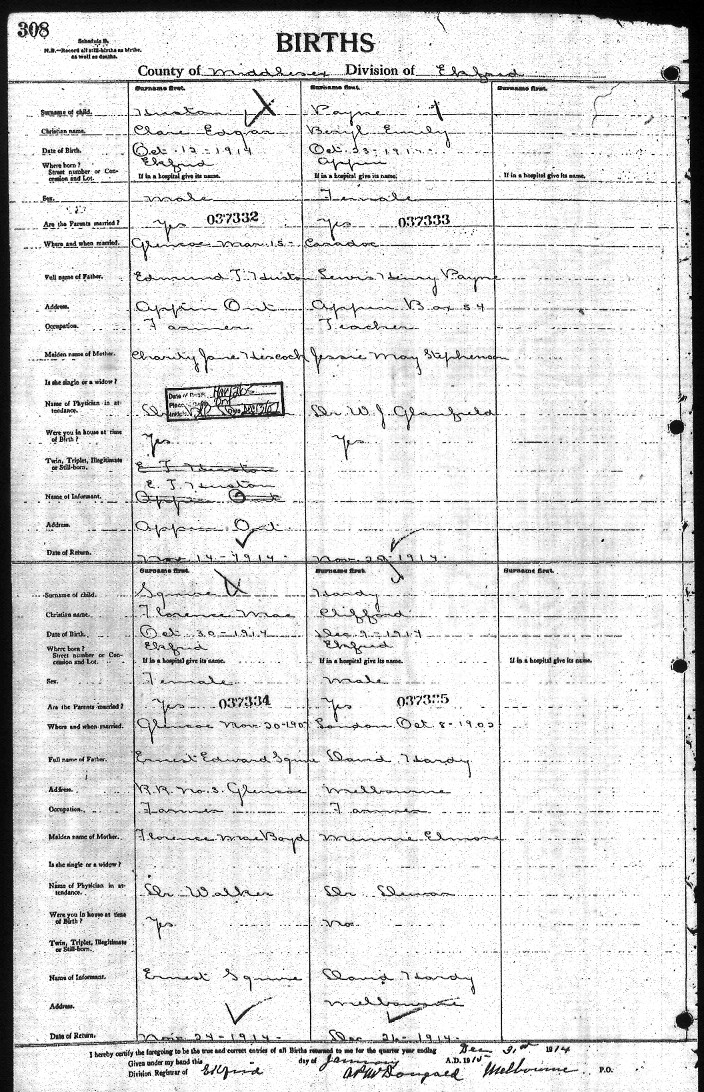 308
Schedule B.
N.B.—Record all still-births as births, as well as deaths.
BIRTHS
County of Middlesex Division of Ekfrid
Surname first. Surname first. Surname first.
Surname of child. Huston Payne
Christian name. Clare Edgar Beryl Emily
Date of Birth. Oct. 12-1914 Oct. 23-191
Where born? Ekfrid Appin
Street number or Concession and Lot. If in a hospital give its name. If in a hospital give its name. If in a hospital give its name.
Sex. male Female
Are the Parents married? Yes 037332 Yes 037333
Where and when married. Glencoe Mar. 15- Caradoc
Full name of Father. Edmund T. Huston Lewis Henry Payne
Address. Appin Ont Appin Box 54
Occupation. Farmer Teacher
Maiden name of Mother. Charity Jane Hiscock Jessie May Stephenson
Is she single or a widow?
Name of Physician in attendance. Dr Dr. W. J. Glanfield
Date of Birth
Place
Were you in house at time of Birth? Yes Yes
Twin, Triplet, Illegitimate or Still-born. E T Huston
E. T. Huston
Name of Informant. Appin Ont
Address. Appin Ont.
Date of Return. Nov. 14-1914. Nov. 29-1914.
Surname first. Surname first. Surname first.
Surname of child. Squire Hardy
Christian name. Florence Mae Clifford
Date of Birth. Oct 30-1914 Dec. 9-1914
Where born? Ekfrid Ekfrid
Street number or Concession and Lot. If in a hospital give its name. If in a hospital give its name. If in a hospital give its name.
Sex. Female male
Are the Parents married? Yes 037334 Yes 037335
Where and when married. Glencoe Nov. 20-1907 London Oct 8-1902
Full name of Father. Ernest Edward Squire David Hardy
Address. R.R. No. 3. Glencoe Melbourne
Occupation. Farmer Farmer
Maiden name of Mother. Florence Mae Boyd Minnie Elmore
Is she single or a widow?
Name of Physician in attendance. Dr Walker Dr Dewar
Were you in house at time of Birth? Yes No
Twin, Triplet, Illegitimate or Still-born.
Name of Informant. Ernest Squire David Hardy
Address. Melbourne
Date of Return. Nov. 24-1914. Dec. 26-1914.
I hereby certify the foregoing to be the true and correct entries of all Births returned to me for the quarter year ending Dec 31st 1914
Given under my hand this day of January A.D. 1915
Division Registrar of Ekfrid A P McDougald Melbourne P.O.